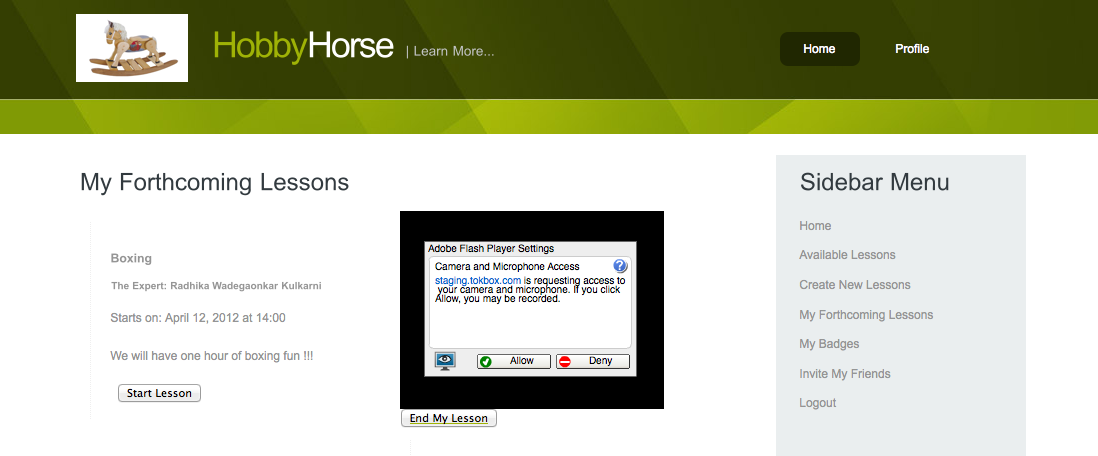 HobbyHorse | Learn More...
Home
Profile
My Forthcoming Lessons
Boxing
The Expert: Radhika Wadegaonkar Kulkarni
Starts on: April 12, 2012 at 14:00
We will have one hour of boxing fun !!!
Start Lesson
Adobe Flash Player Settings
Camera and Microphone Access
?
staging.tokbox.com is requesting access to
your camera and microphone. If you click
Allow, you may be recorded.
Allow
Deny
End My Lesson
Sidebar Menu
Home
Available Lessons
Create New Lessons
My Forthcoming Lessons
My Badges
Invite My Friends
Logout